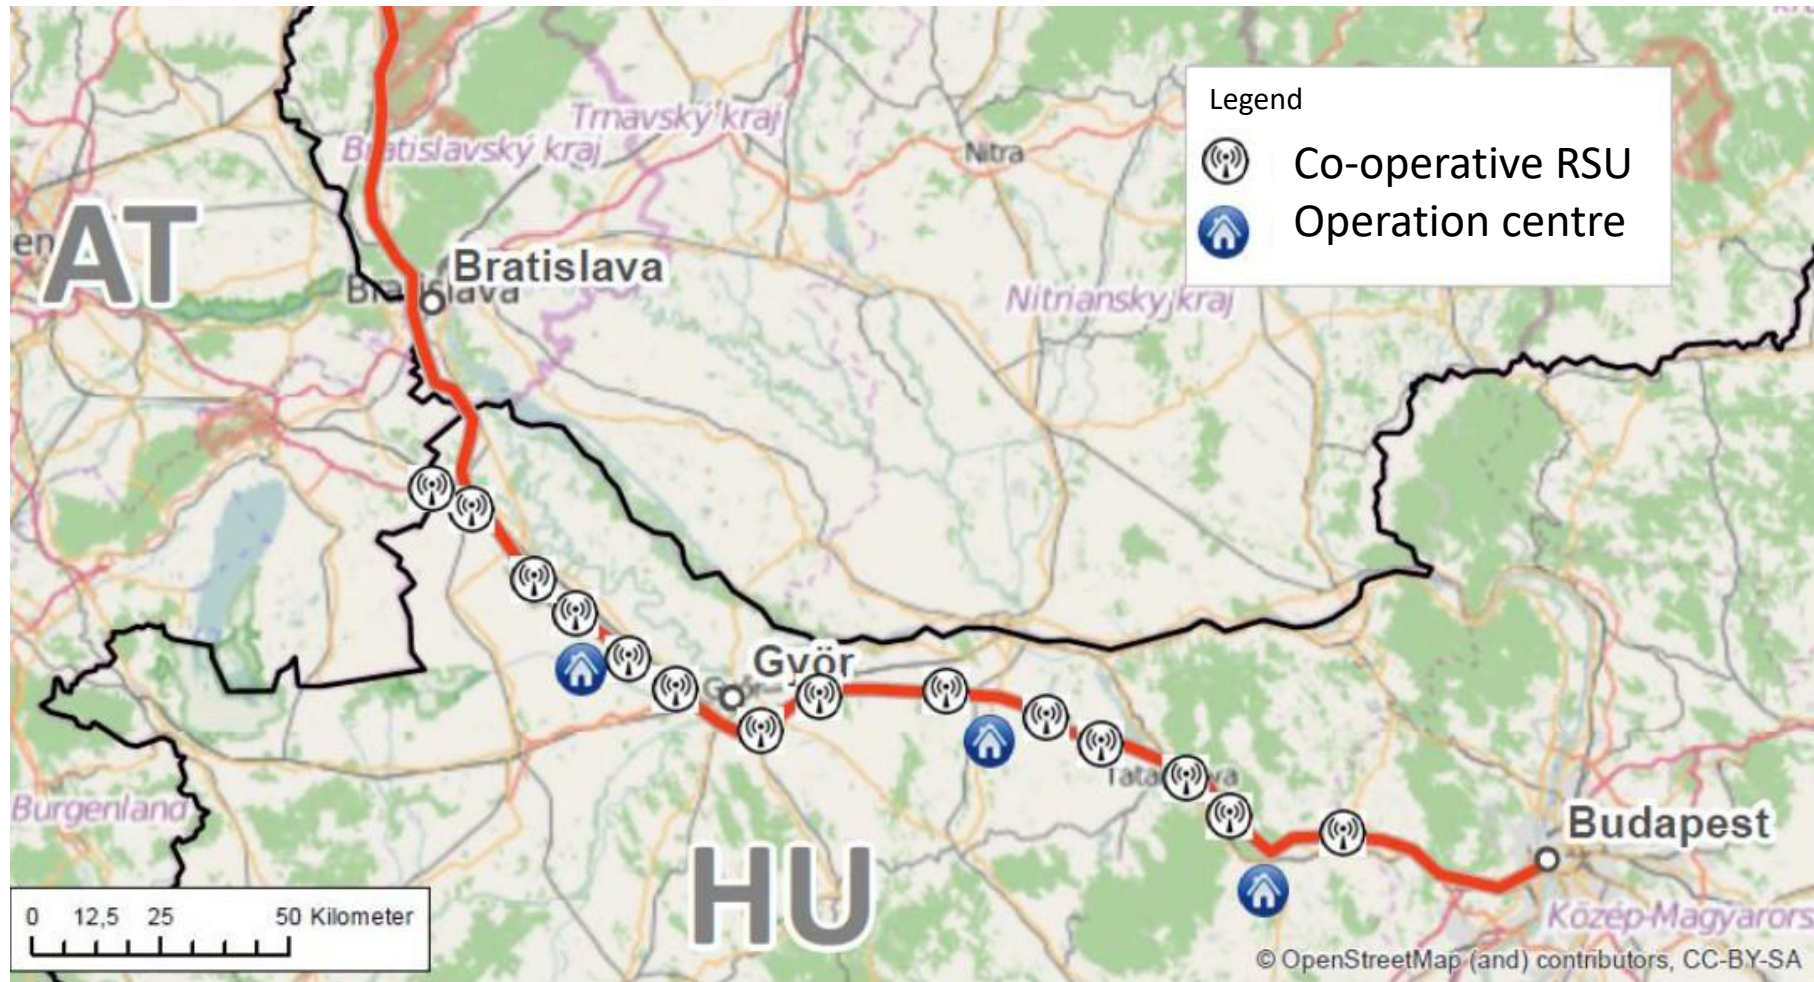 Trnavský kraj
Bratislavský kraj
Nitra
Legend
Co-operative RSU
Operation centre
AT
Bratislava
Nitriansky kraj
Győr
Burgenland
HU
Budapest
0 12,5 25 50 Kilometer
Közép-Magyarors
© OpenStreetMap (and) contributors, CC-BY-SA